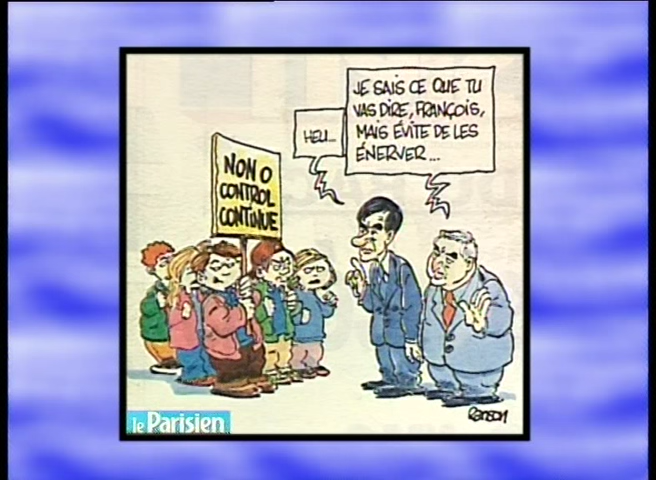 HEU...
JE SAIS CE QUE TU
VAS DIRE, FRANÇOIS,
MAIS ÉVITE DE LES
ÉNERVER...
NON O
CONTROL
CONTINUE
le Parisien
Ranson